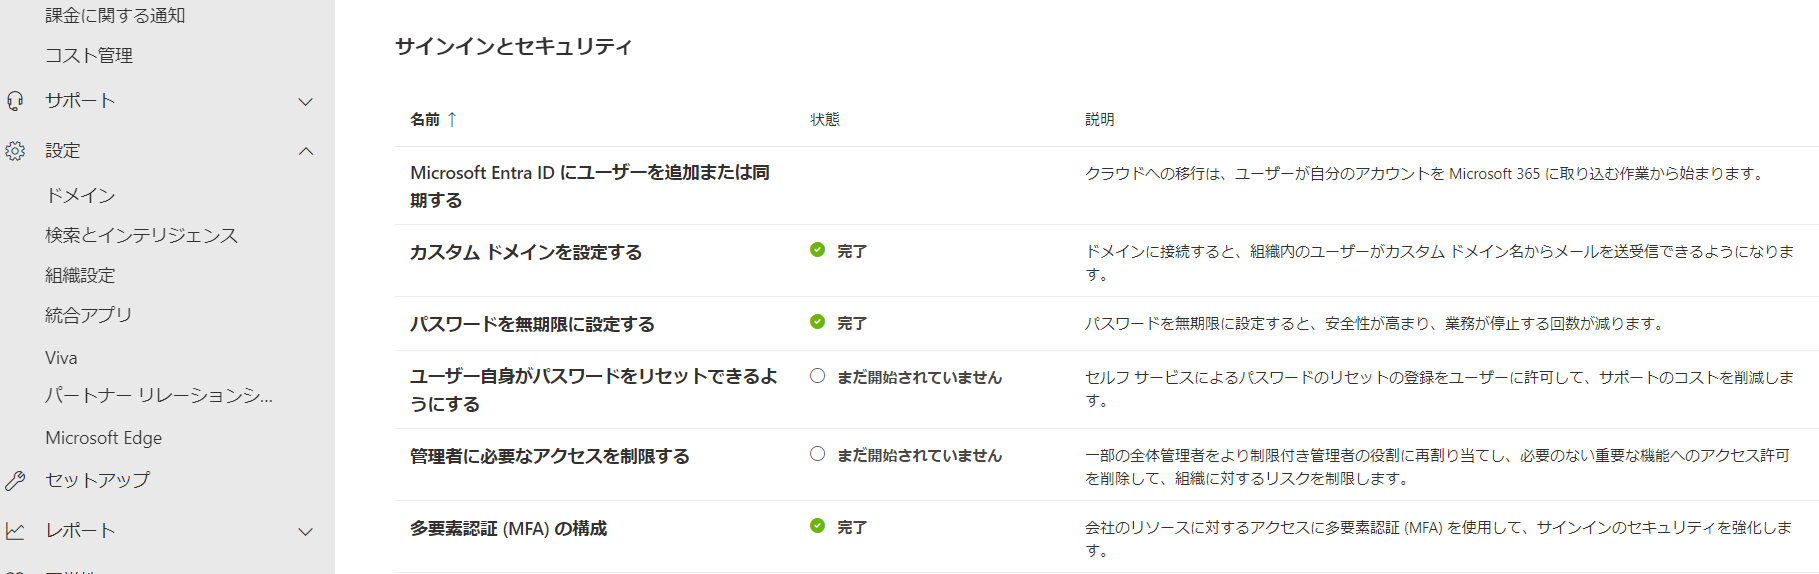 課金に関する通知
コスト管理
サポート
設定
ドメイン
検索とインテリジェンス
組織設定
統合アプリ
Viva
パートナー リレーションシ...
Microsoft Edge
セットアップ
レポート
サインインとセキュリティ
名前 ↑ 状態 説明
Microsoft Entra ID にユーザーを追加または同
期する
クラウドへの移行は、ユーザーが自分のアカウントを Microsoft 365 に取り込む作業から始まります。
カスタム ドメインを設定する
完了
ドメインに接続すると、組織内のユーザーがカスタム ドメイン名からメールを送受信できるようになりま
す。
パスワードを無期限に設定する
完了
パスワードを無期限に設定すると、安全性が高まり、業務が停止する回数が減ります。
ユーザー自身がパスワードをリセットできるよ
うにする
まだ開始されていません
セルフ サービスによるパスワードのリセットの登録をユーザーに許可して、サポートのコストを削減しま
す。
管理者に必要なアクセスを制限する
まだ開始されていません
一部の全体管理者をより制限付き管理者の役割に再割り当てし、必要のない重要な機能へのアクセス許可
を削除して、組織に対するリスクを制限します。
多要素認証 (MFA) の構成
完了
会社のリソースに対するアクセスに多要素認証 (MFA) を使用して、サインインのセキュリティを強化しま
す。